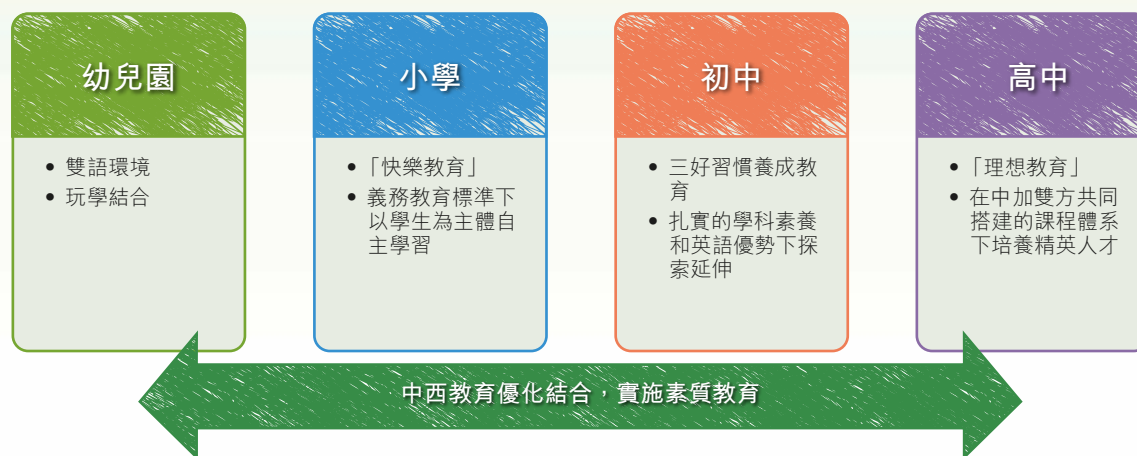 幼兒園
• 雙語環境
• 玩學結合
小學
• 「快樂教育」
• 義務教育標準下
以學生為主體自
主學習
初中
• 三好習慣養成教
育
• 扎實的學科素養
和英語優勢下探
索延伸
高中
• 「理想教育」
• 在中加雙方共同
搭建的課程體系
下培養精英人才
中西教育優化結合，實施素質教育